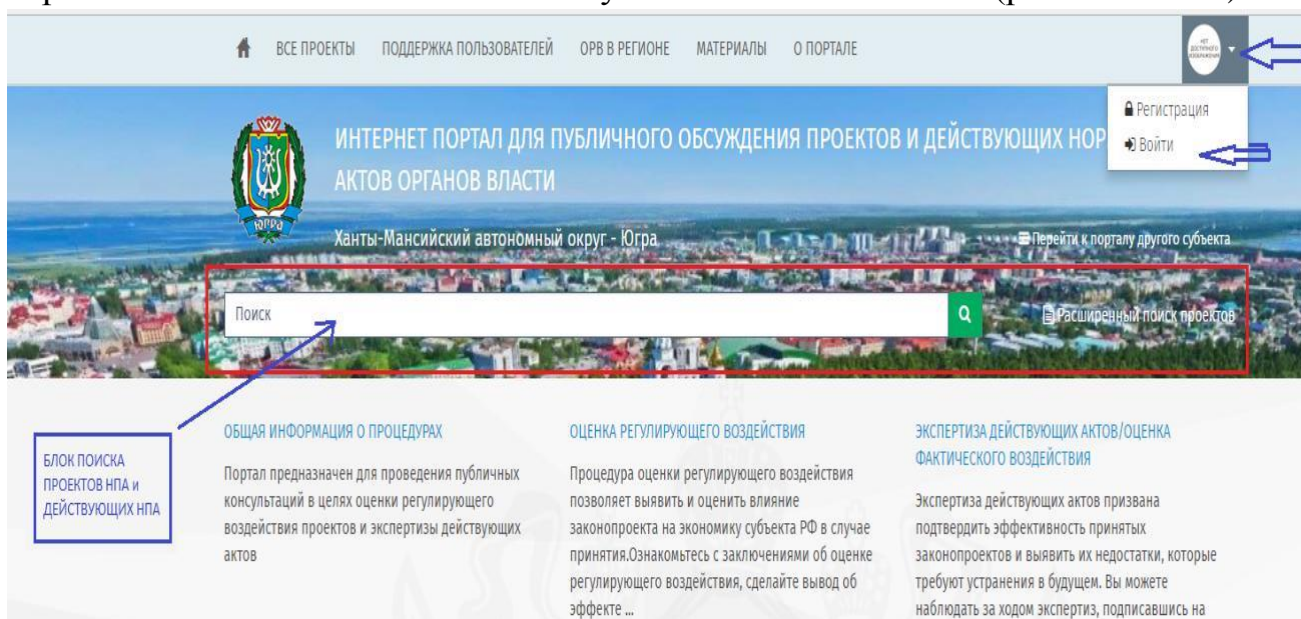 ВСЕ ПРОЕКТЫ ПОДДЕРЖКА ПОЛЬЗОВАТЕЛЕЙ ОРВ В РЕГИОНЕ МАТЕРИАЛЫ О ПОРТАЛЕ
НЕТ
ДОСТУПНОГО
ИЗОБРАЖЕНИЯ
Регистрация
Войти
ИНТЕРНЕТ ПОРТАЛ ДЛЯ ПУБЛИЧНОГО ОБСУЖДЕНИЯ ПРОЕКТОВ И ДЕЙСТВУЮЩИХ НОР
АКТОВ ОРГАНОВ ВЛАСТИ
ЮГРА
Ханты-Мансийский автономный округ - Югра
Перейти к порталу другого субъекта
Поиск
Расширенный поиск проектов
БЛОК ПОИСКА
ПРОЕКТОВ НПА и
ДЕЙСТВУЮЩИХ НПА
ОБЩАЯ ИНФОРМАЦИЯ О ПРОЦЕДУРАХ
Портал предназначен для проведения публичных
консультаций в целях оценки регулирующего
воздействия проектов и экспертизы действующих
актов
ОЦЕНКА РЕГУЛИРУЮЩЕГО ВОЗДЕЙСТВИЯ
Процедура оценки регулирующего воздействия
позволяет выявить и оценить влияние
законопроекта на экономику субъекта РФ в случае
принятия.Ознакомьтесь с заключениями об оценке
регулирующего воздействия, сделайте вывод об
эффекте ...
ЭКСПЕРТИЗА ДЕЙСТВУЮЩИХ АКТОВ/ОЦЕНКА
ФАКТИЧЕСКОГО ВОЗДЕЙСТВИЯ
Экспертиза действующих актов призвана
подтвердить эффективность принятых
законопроектов и выявить их недостатки, которые
требуют устранения в будущем. Вы можете
наблюдать за ходом экспертиз, подписавшись на